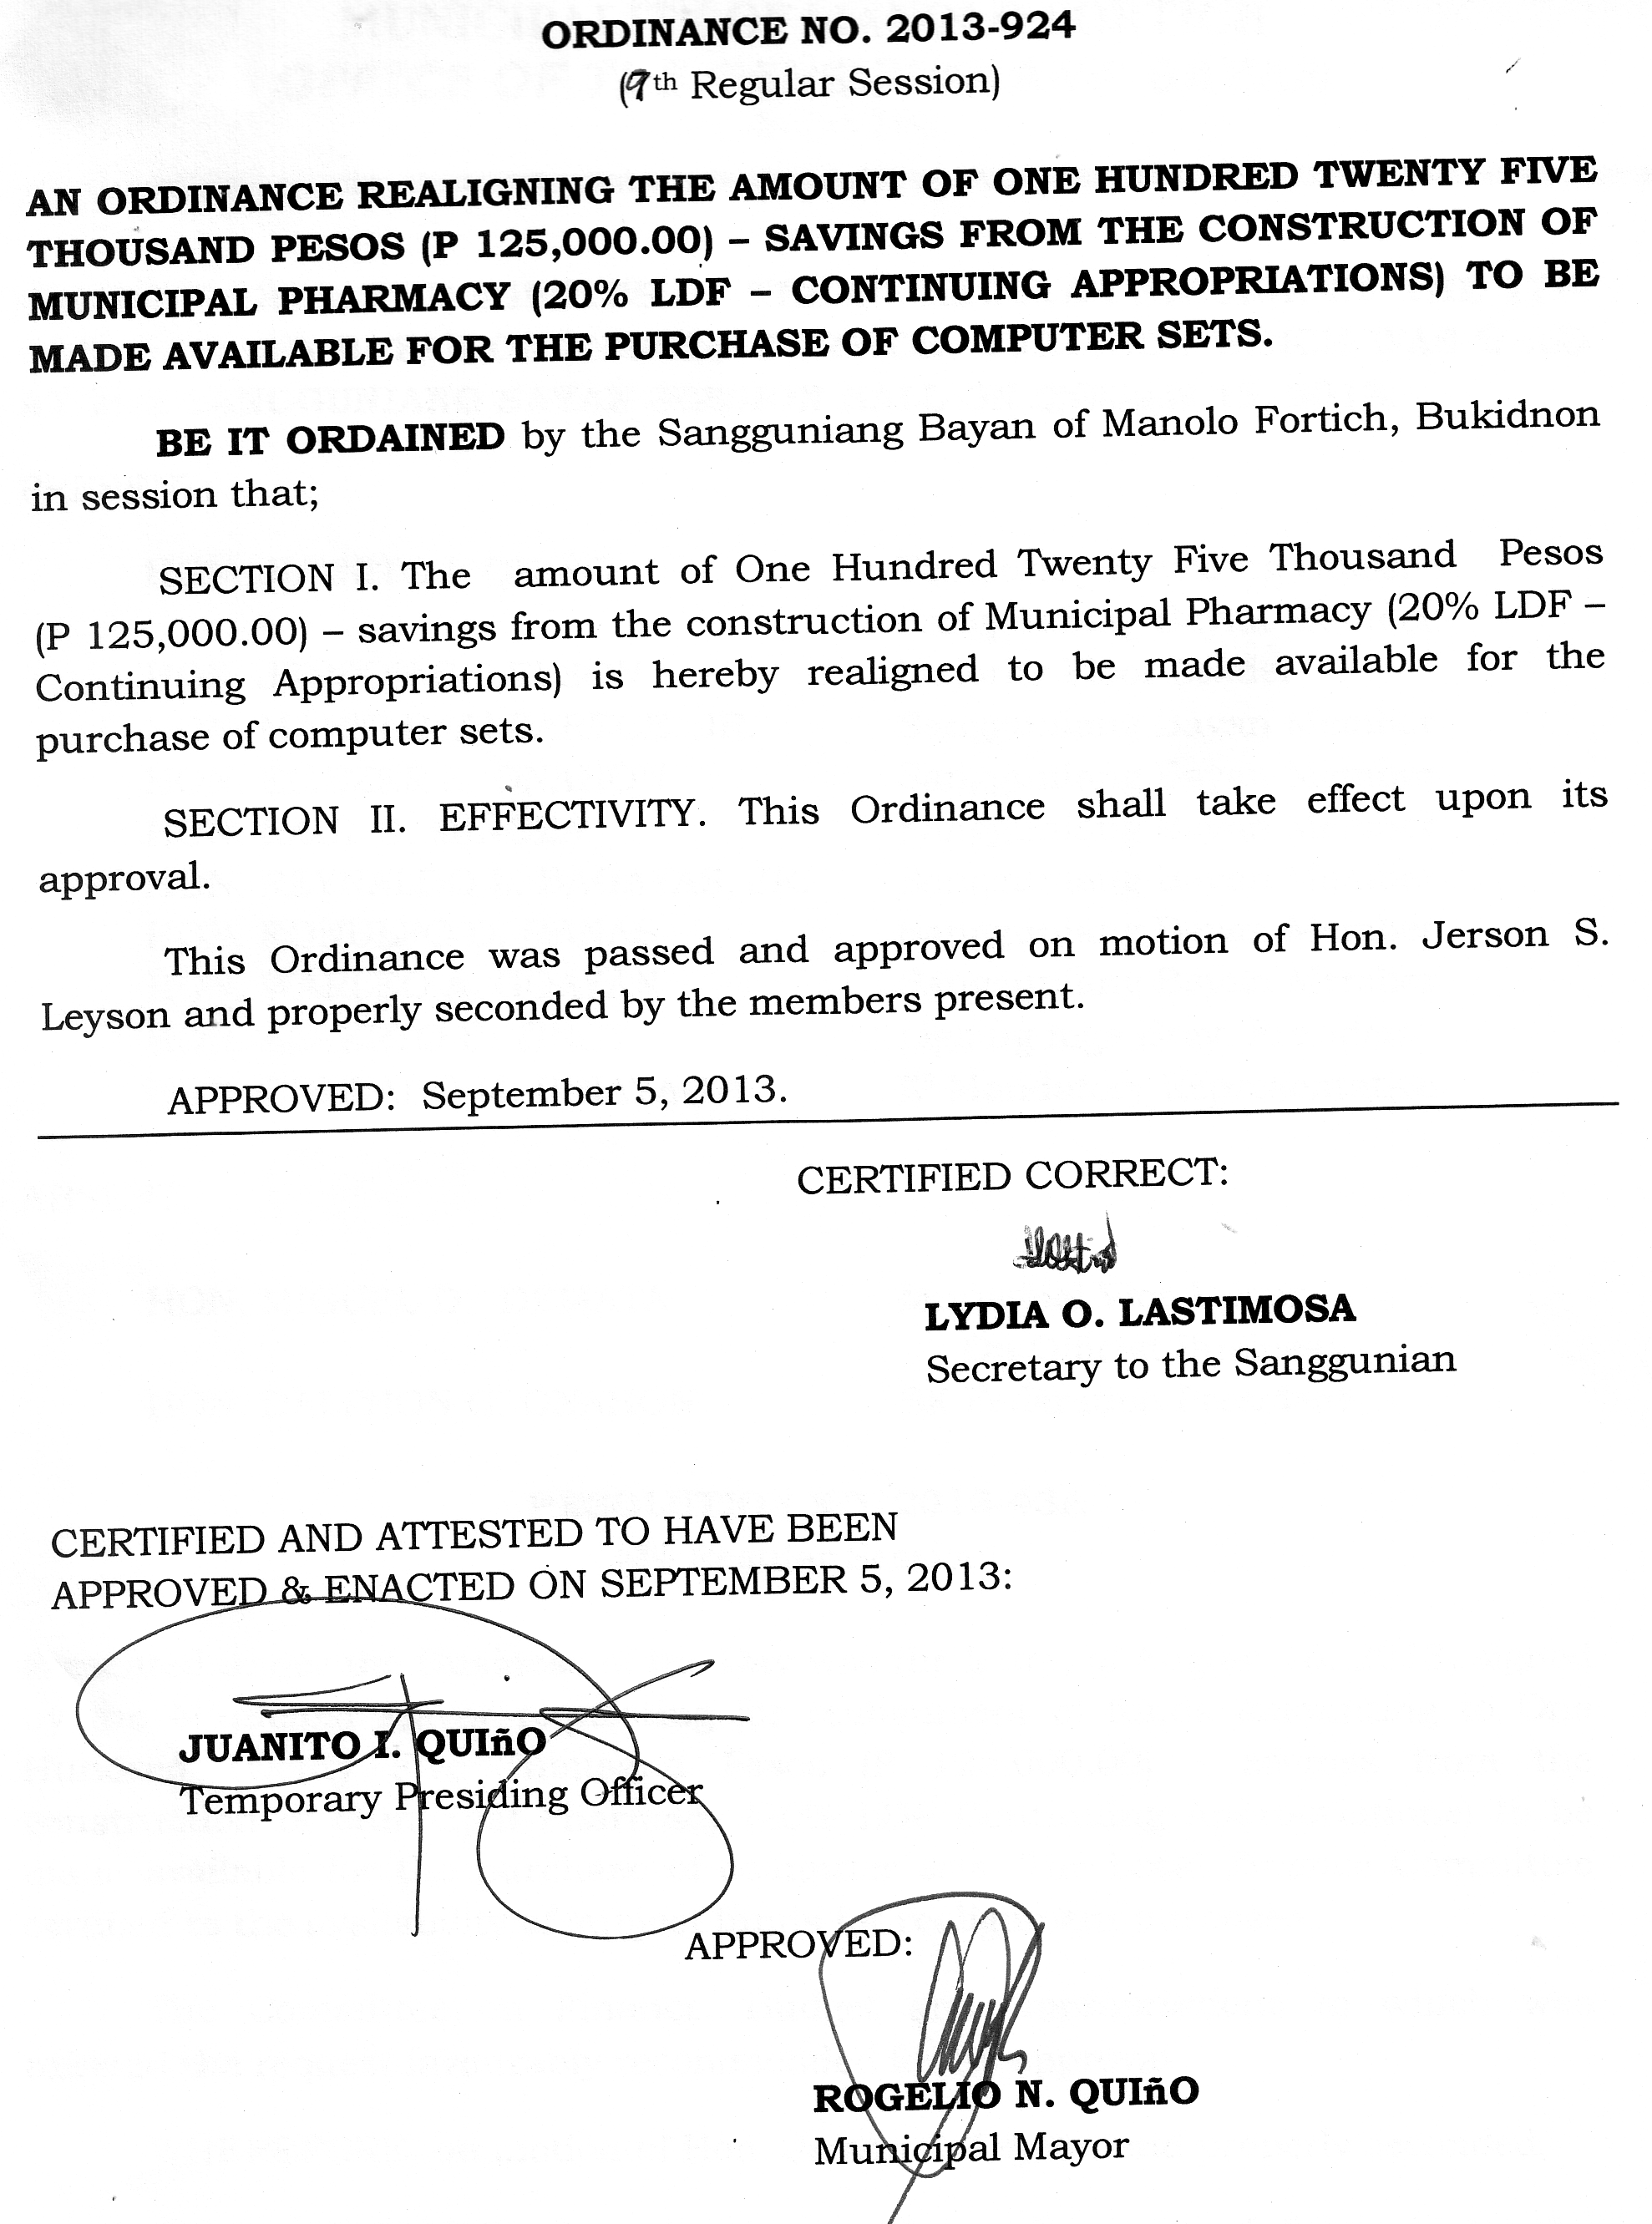 ORDINANCE NO. 2013-924
(9th Regular Session)
AN ORDINANCE REALIGNING THE AMOUNT OF ONE HUNDRED TWENTY FIVE
THOUSAND PESOS (P 125,000.00) – SAVINGS FROM THE CONSTRUCTION OF
MUNICIPAL PHARMACY (20% LDF – CONTINUING APPROPRIATIONS) TO BE
MADE AVAILABLE FOR THE PURCHASE OF COMPUTER SETS.
BE IT ORDAINED by the Sangguniang Bayan of Manolo Fortich, Bukidnon
in session that;
SECTION I. The amount of One Hundred Twenty Five Thousand Pesos
(P 125,000.00) – savings from the construction of Municipal Pharmacy (20% LDF –
Continuing Appropriations) is hereby realigned to be made available for the
purchase of computer sets.
SECTION II. EFFECTIVITY. This Ordinance shall take effect upon its
approval.
This Ordinance was passed and approved on motion of Hon. Jerson S.
Leyson and properly seconded by the members present.
APPROVED: September 5, 2013.
CERTIFIED CORRECT:
LYDIA O. LASTIMOSA
Secretary to the Sanggunian
CERTIFIED AND ATTESTED TO HAVE BEEN
APPROVED & ENACTED ON SEPTEMBER 5, 2013:
JUANITO I. QUIñO
Temporary Presiding Officer
APPROVED:
ROGELIO N. QUIñO
Municipal Mayor